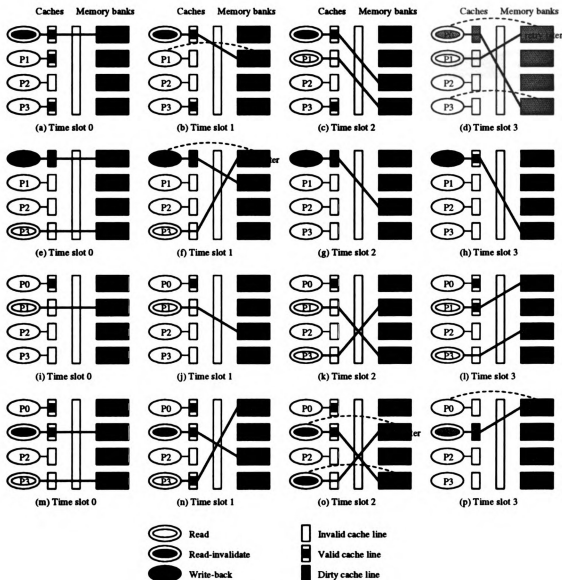 Caches Memory banks Caches Memory banks Caches Memory banks Caches Memory banks
P1 P1 P1 P1
P2 P2 P2 P2
P3 P3 P3 P3
(a) Time slot 0 (b) Time slot 1 (c) Time slot 2 (d) Time slot 3
P1 P1 P1 P1
P2 P2 P2 P2
P3 P3 P3 P3
(e) Time slot 0 (f) Time slot 1 (g) Time slot 2 (h) Time slot 3
P0 P0 P0 P0
P1 P1 P1 P1
P2 P2 P2 P2
P3 P3 P3 P3
(i) Time slot 0 (j) Time slot 1 (k) Time slot 2 (l) Time slot 3
P0 P0 P0 P0
P2 P2 P2 P2
P3 P3 P3
(m) Time slot 0 (n) Time slot 1 (o) Time slot 2 (p) Time slot 3
Read Invalid cache line
Read-invalidate Valid cache line
Write-back Dirty cache line